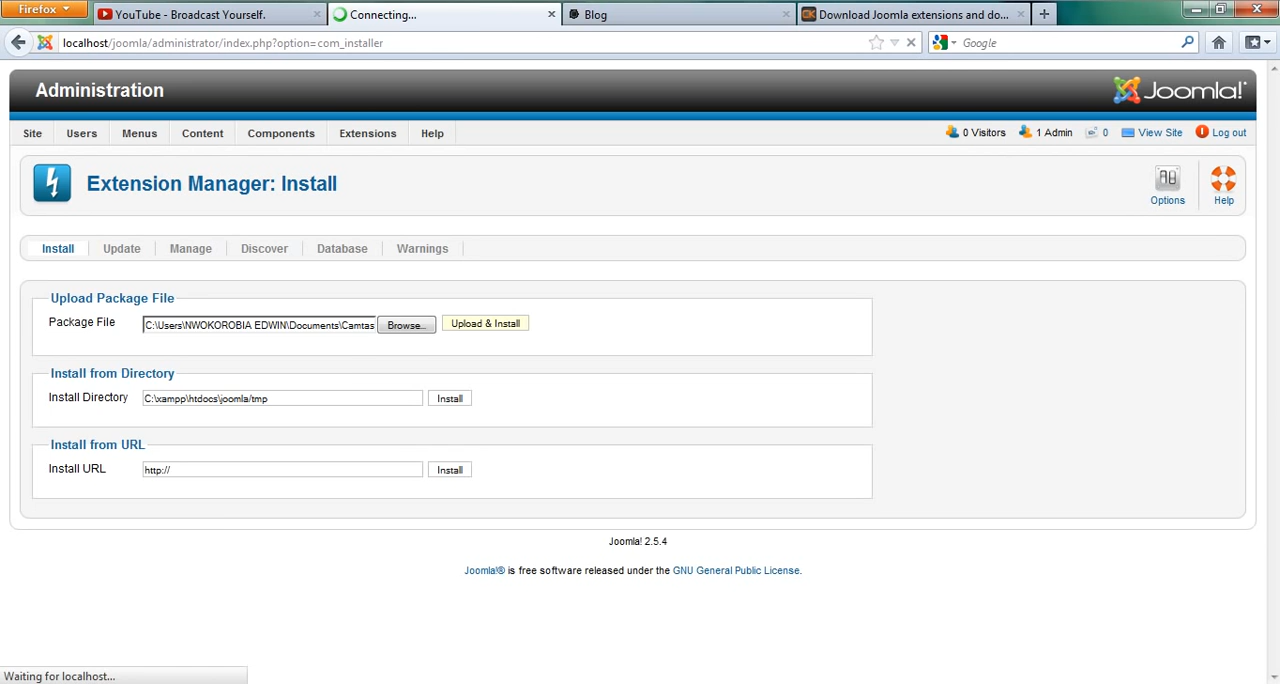 Firefox
YouTube - Broadcast Yourself.
Connecting...
Blog
Download Joomla extensions and do...
localhost/joomla/administrator/index.php?option=com_installer
Google
Administration
Joomla!
Site Users Menus Content Components Extensions Help
0 Visitors 1 Admin 0 View Site Log out
Extension Manager: Install
Options Help
Install Update Manage Discover Database Warnings
Upload Package File
Package File C:\Users\NWOKOROBIA EDWIN\Documents\Camtas Browse... Upload & Install
Install from Directory
Install Directory C:\xampp\htdocs\joomla/tmp Install
Install from URL
Install URL http:// Install
Joomla! 2.5.4
Joomla!® is free software released under the GNU General Public License.
Waiting for localhost...